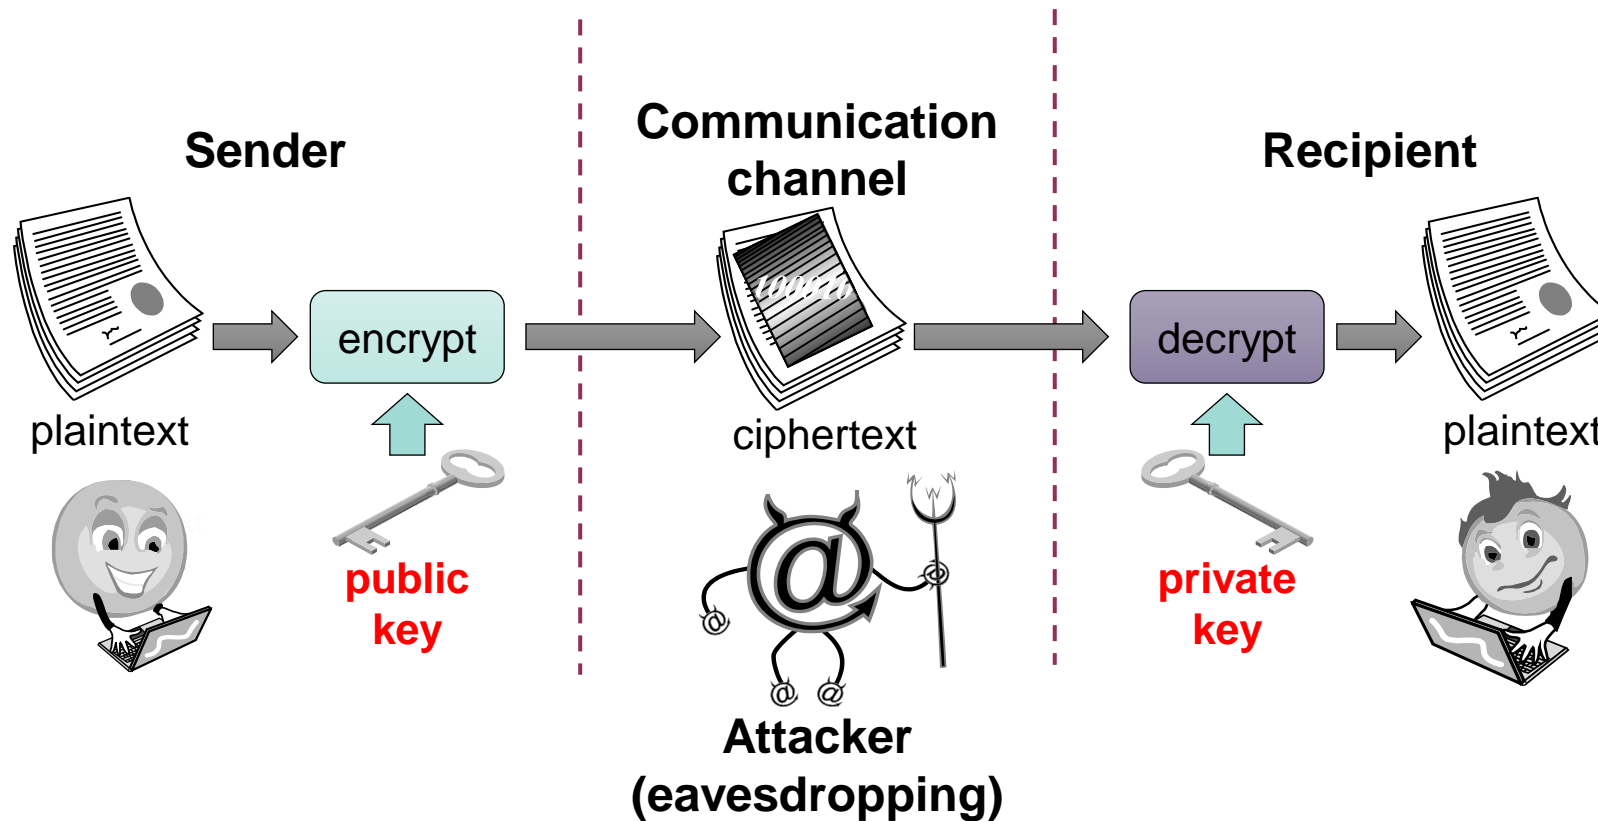 Sender
Communication
channel
Recipient
encrypt
decrypt
plaintext
ciphertext
plaintext
public
key
@
@
@
@
@
private
key
Attacker
(eavesdropping)